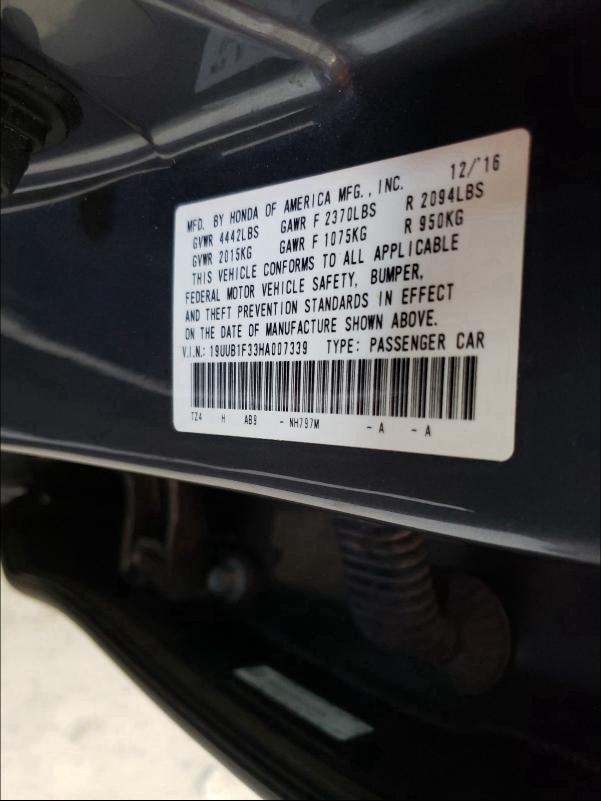 12/'16
MFD. BY HONDA OF AMERICA MFG., INC.
GVWR 4442LBS GAWR F 2370LBS R 2094LBS
GVWR 2015KG GAWR F 1075KG R 950KG
THIS VEHICLE CONFORMS TO ALL APPLICABLE
FEDERAL MOTOR VEHICLE SAFETY, BUMPER,
AND THEFT PREVENTION STANDARDS IN EFFECT
ON THE DATE OF MANUFACTURE SHOWN ABOVE.
V.I.N.: 19UUB1F33HA007339 TYPE: PASSENGER CAR
TZ4 H AB9 - NH797M - A - A